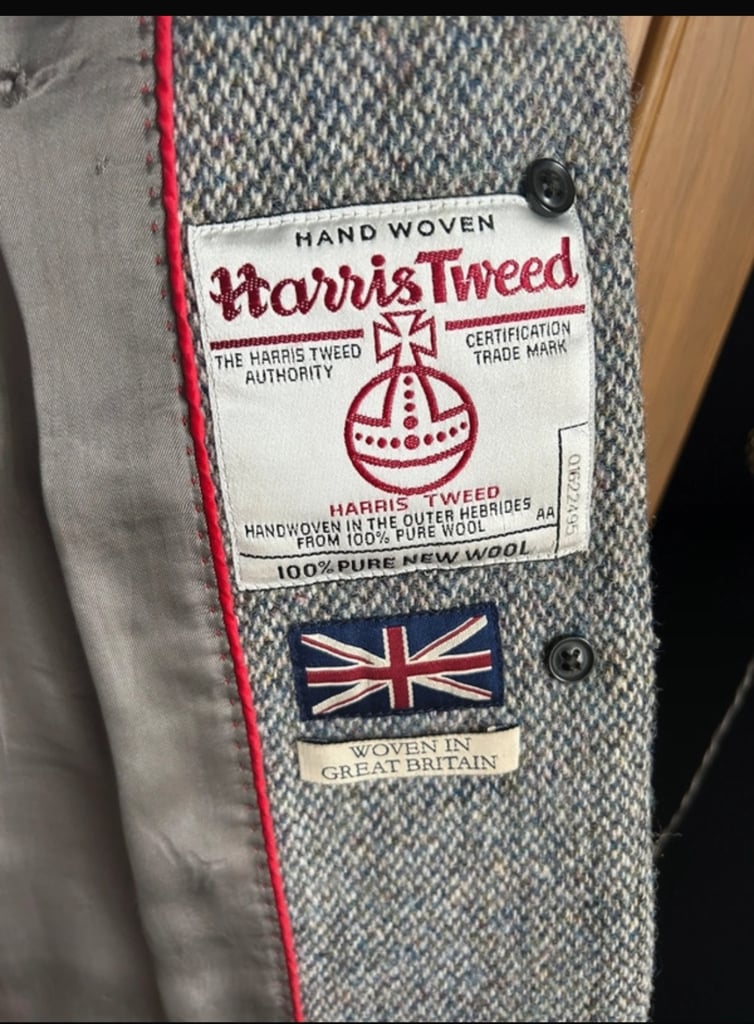 HAND WOVEN
Harris Tweed
THE HARRIS TWEED
AUTHORITY
CERTIFICATION
TRADE MARK
HARRIS TWEED
HANDWOVEN IN THE OUTER HEBRIDES
FROM 100% PURE WOOL
AA
01622495
100% PURE NEW WOOL
WOVEN IN
GREAT BRITAIN